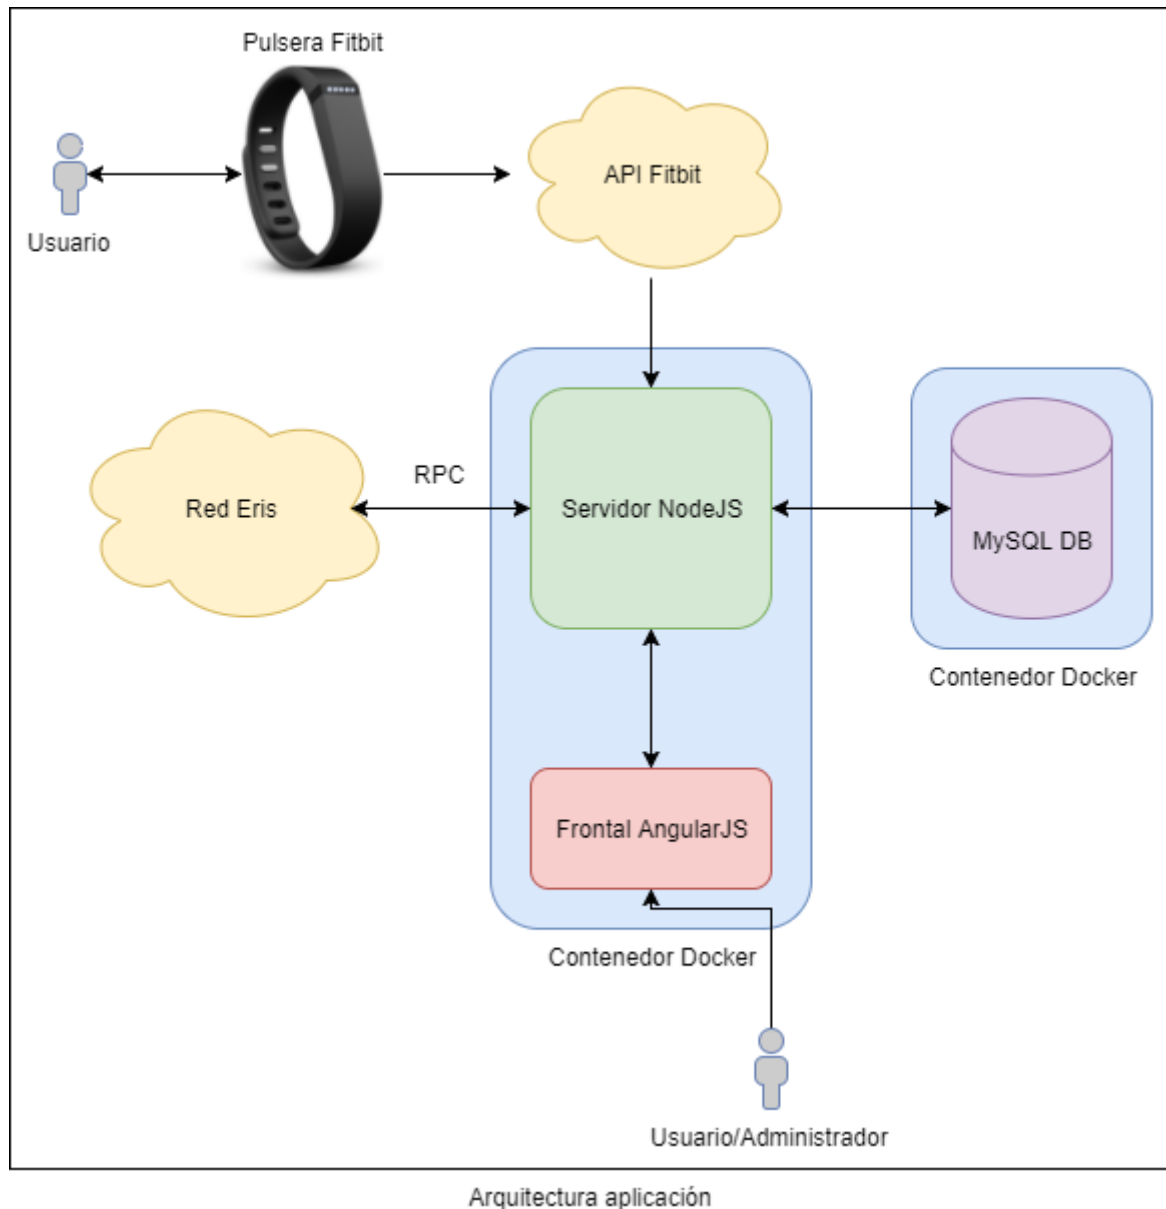 Pulsera Fitbit
API Fitbit
Usuario
RPC
Red Eris
Servidor NodeJS
MySQL DB
Contenedor Docker
Frontal AngularJS
Contenedor Docker
Usuario/Administrador
Arquitectura aplicación